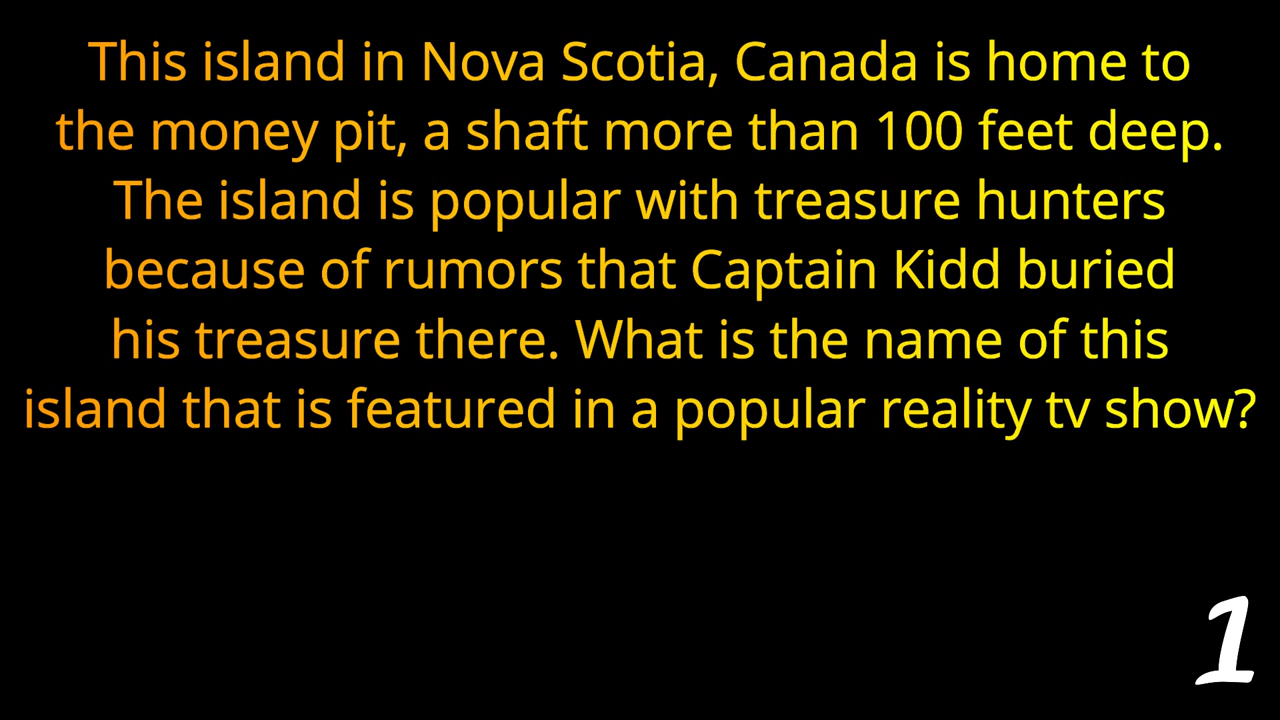 This island in Nova Scotia, Canada is home to
the money pit, a shaft more than 100 feet deep.
The island is popular with treasure hunters
because of rumors that Captain Kidd buried
his treasure there. What is the name of this
island that is featured in a popular reality tv show?
1